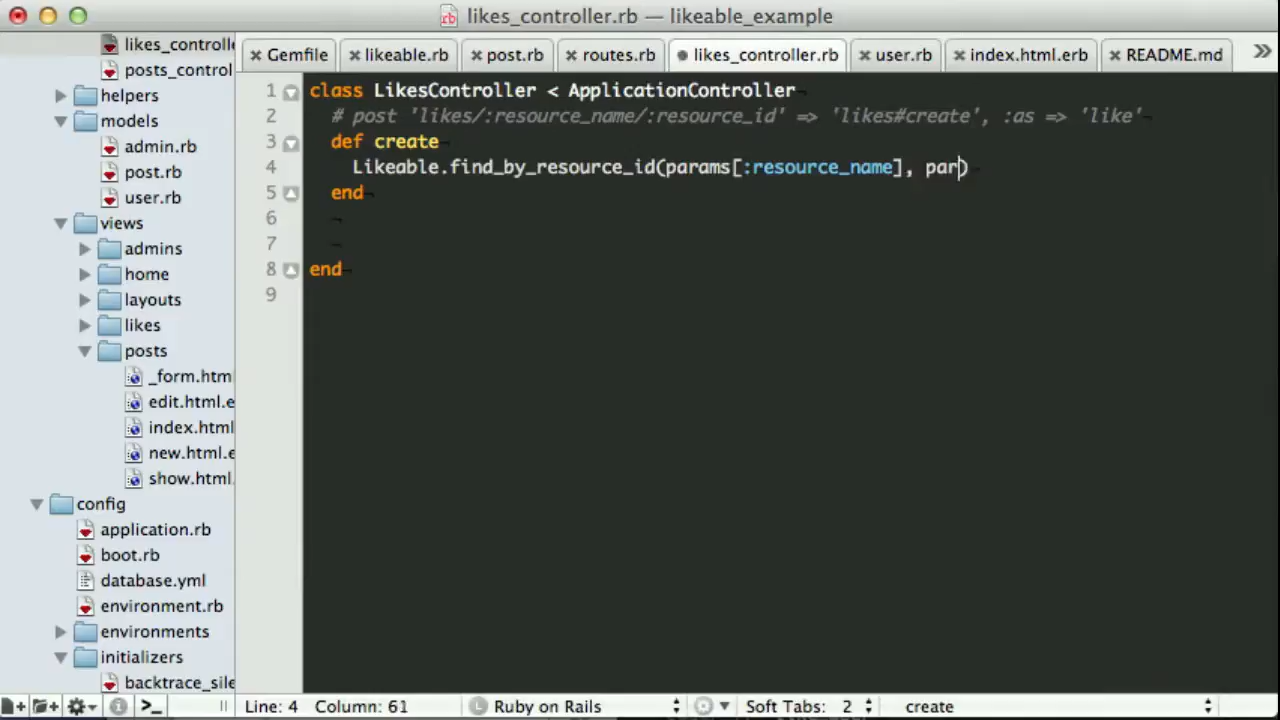 likes_controller.rb — likeable_example
likes_controlle
posts_control
helpers
models
admin.rb
post.rb
user.rb
views
admins
home
layouts
likes
posts
_form.html
edit.html.e
index.html
new.html.e
show.html.
config
application.rb
boot.rb
database.yml
environment.rb
environments
initializers
backtrace_sile
Gemfile
likeable.rb
post.rb
routes.rb
likes_controller.rb
user.rb
index.html.erb
README.md
1 class LikesController < ApplicationController
2 # post 'likes/:resource_name/:resource_id' => 'likes#create', :as => 'like'
3 def create
4 Likeable.find_by_resource_id(params[:resource_name], par)
5 end
6
7
8 end
9
Line: 4 Column: 61 Ruby on Rails Soft Tabs: 2 create